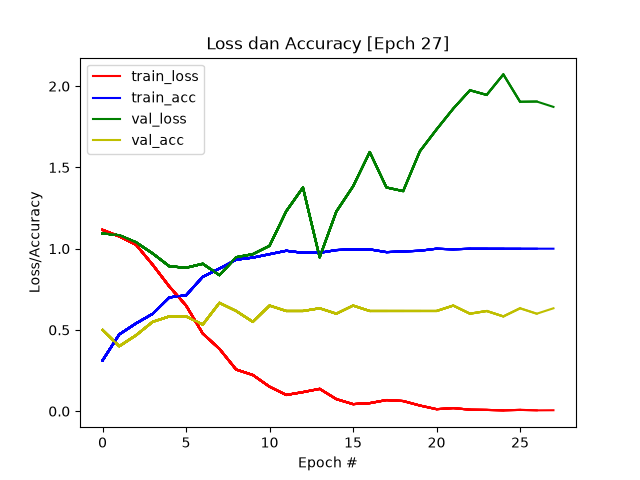 Loss dan Accuracy [Epch 27]
train_loss
train_acc
val_loss
val_acc
Loss/Accuracy
2.0
1.5
1.0
0.5
0.0
0 5 10 15 20 25
Epoch #